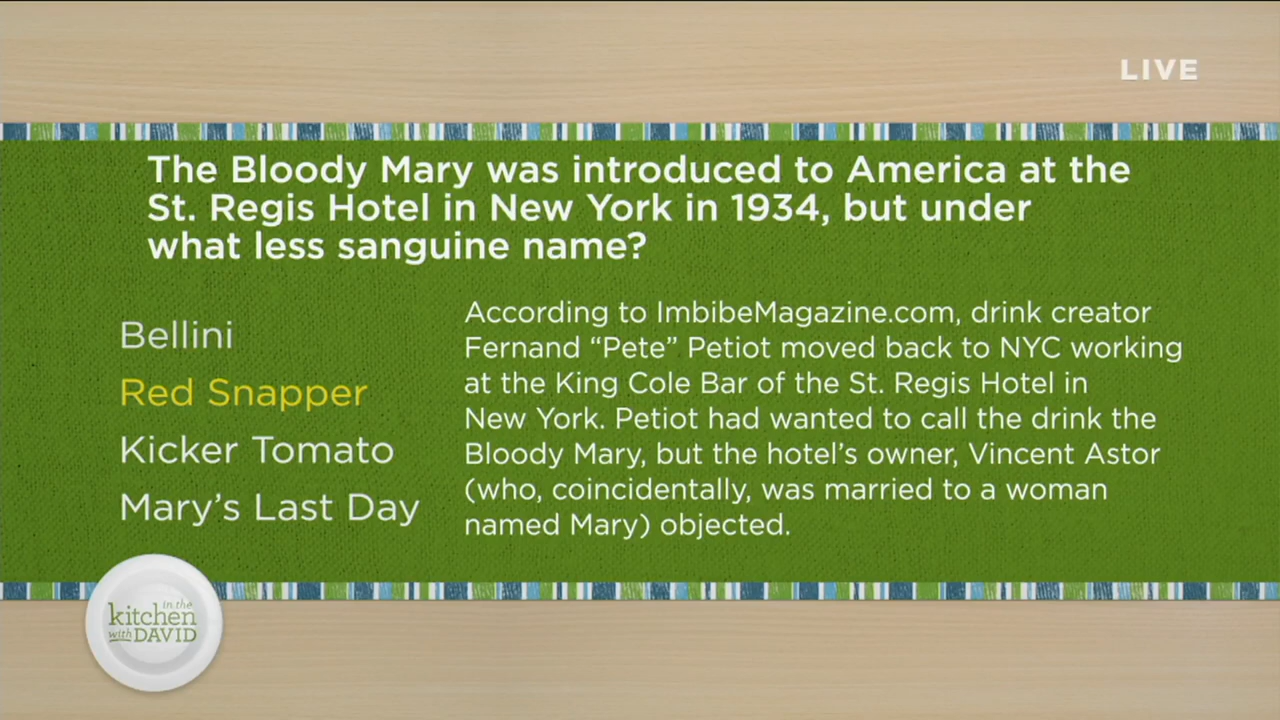 LIVE
The Bloody Mary was introduced to America at the
St. Regis Hotel in New York in 1934, but under
what less sanguine name?
Bellini
Red Snapper
Kicker Tomato
Mary’s Last Day
According to ImbibeMagazine.com, drink creator
Fernand “Pete” Petiot moved back to NYC working
at the King Cole Bar of the St. Regis Hotel in
New York. Petiot had wanted to call the drink the
Bloody Mary, but the hotel’s owner, Vincent Astor
(who, coincidentally, was married to a woman
named Mary) objected.
in the
kitchen
with DAVID